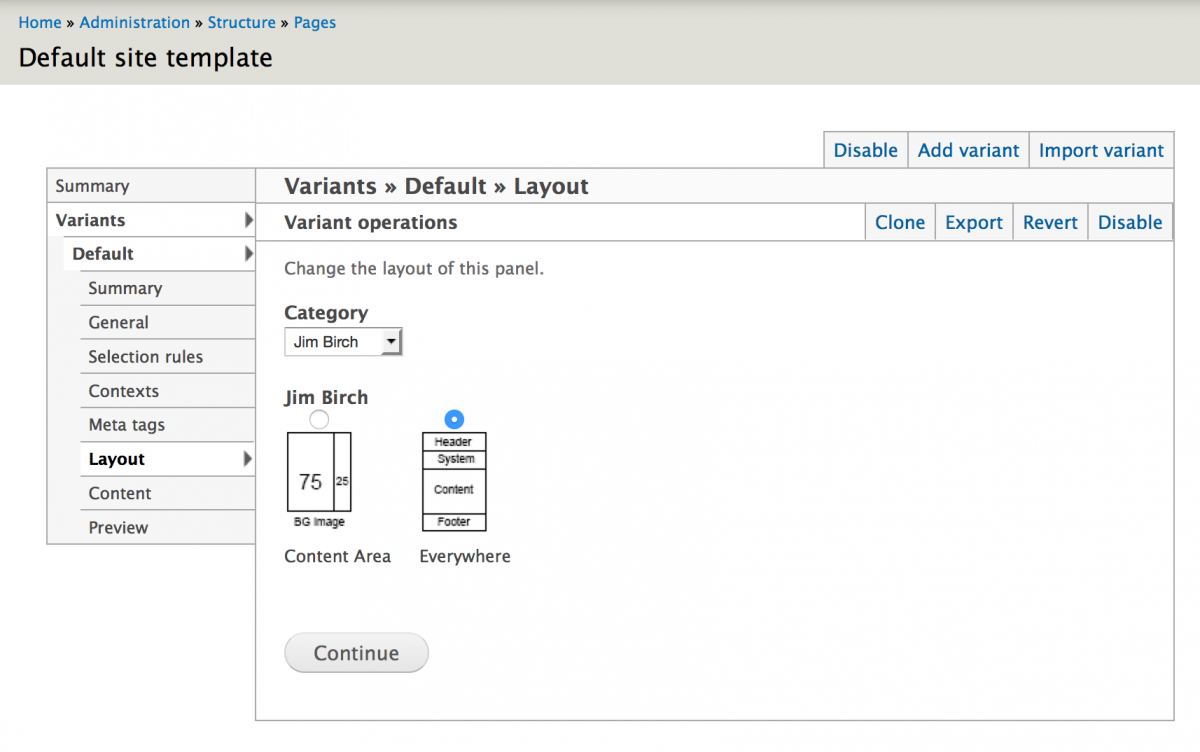 Home » Administration » Structure » Pages
Default site template
Disable Add variant Import variant
Summary
Variants
Default
Summary
General
Selection rules
Contexts
Meta tags
Layout
Content
Preview
Variants » Default » Layout
Variant operations
Clone Export Revert Disable
Change the layout of this panel.
Category
Jim Birch
Jim Birch
75 25
BG Image
Content Area
Header
System
Content
Footer
Everywhere
Continue